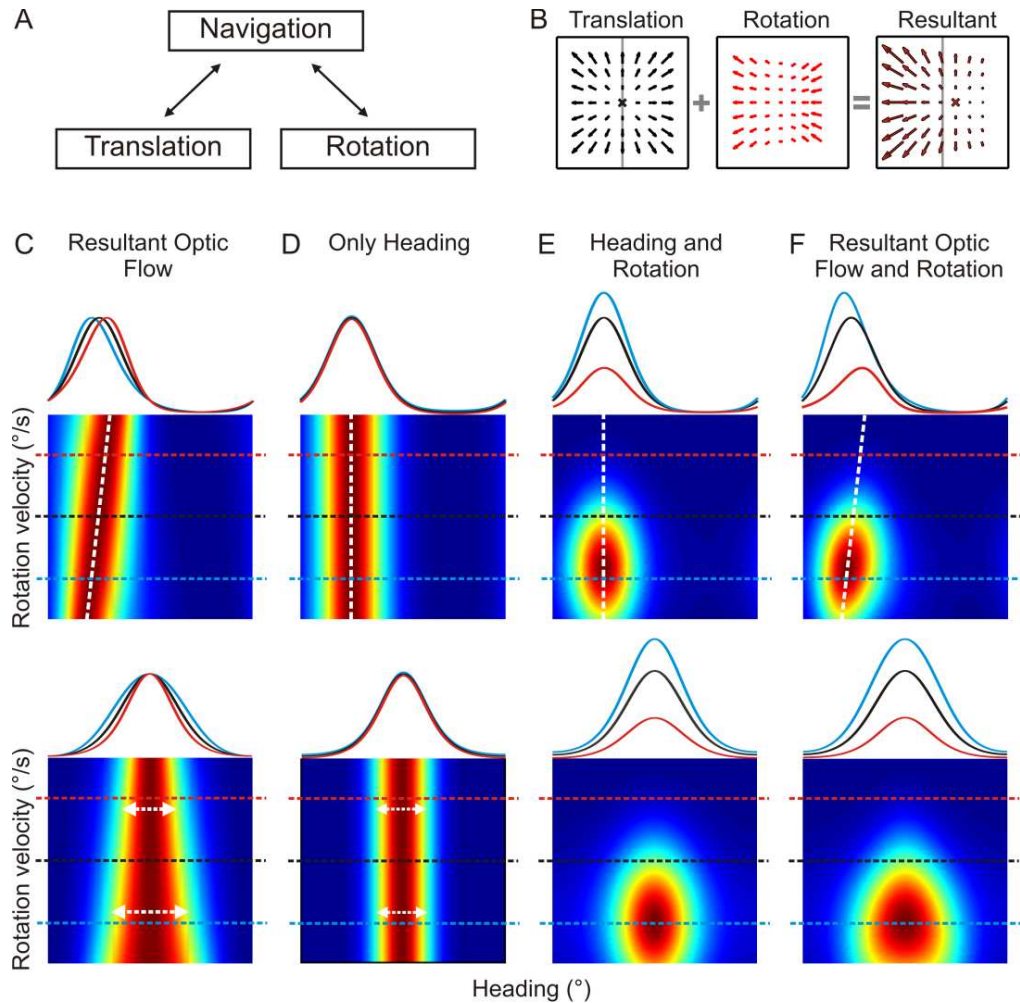 A
Navigation
Translation
Rotation
B
Translation
Rotation
Resultant
+
=
C
Resultant Optic
Flow
D
Only Heading
E
Heading and
Rotation
F
Resultant Optic
Flow and Rotation
Rotation velocity (°/s)
Rotation velocity (°/s)
Heading (°)